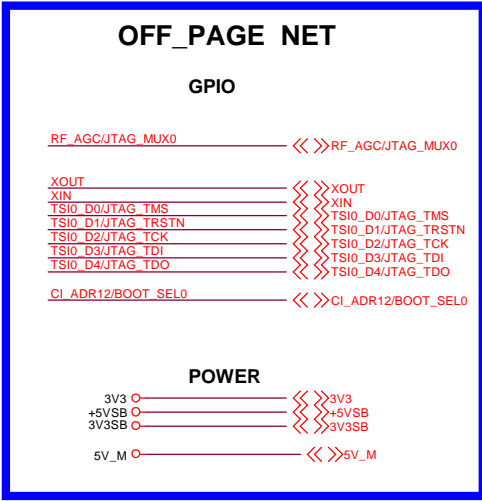 OFF_PAGE NET
GPIO
RF_AGC/JTAG_MUX0 RF_AGC/JTAG_MUX0
XOUT XOUT
XIN XIN
TSI0_D0/JTAG_TMS TSI0_D0/JTAG_TMS
TSI0_D1/JTAG_TRSTN TSI0_D1/JTAG_TRSTN
TSI0_D2/JTAG_TCK TSI0_D2/JTAG_TCK
TSI0_D3/JTAG_TDI TSI0_D3/JTAG_TDI
TSI0_D4/JTAG_TDO TSI0_D4/JTAG_TDO
CI_ADR12/BOOT_SEL0 CI_ADR12/BOOT_SEL0
POWER
3V3 3V3
+5VSB +5VSB
3V3SB 3V3SB
5V_M 5V_M